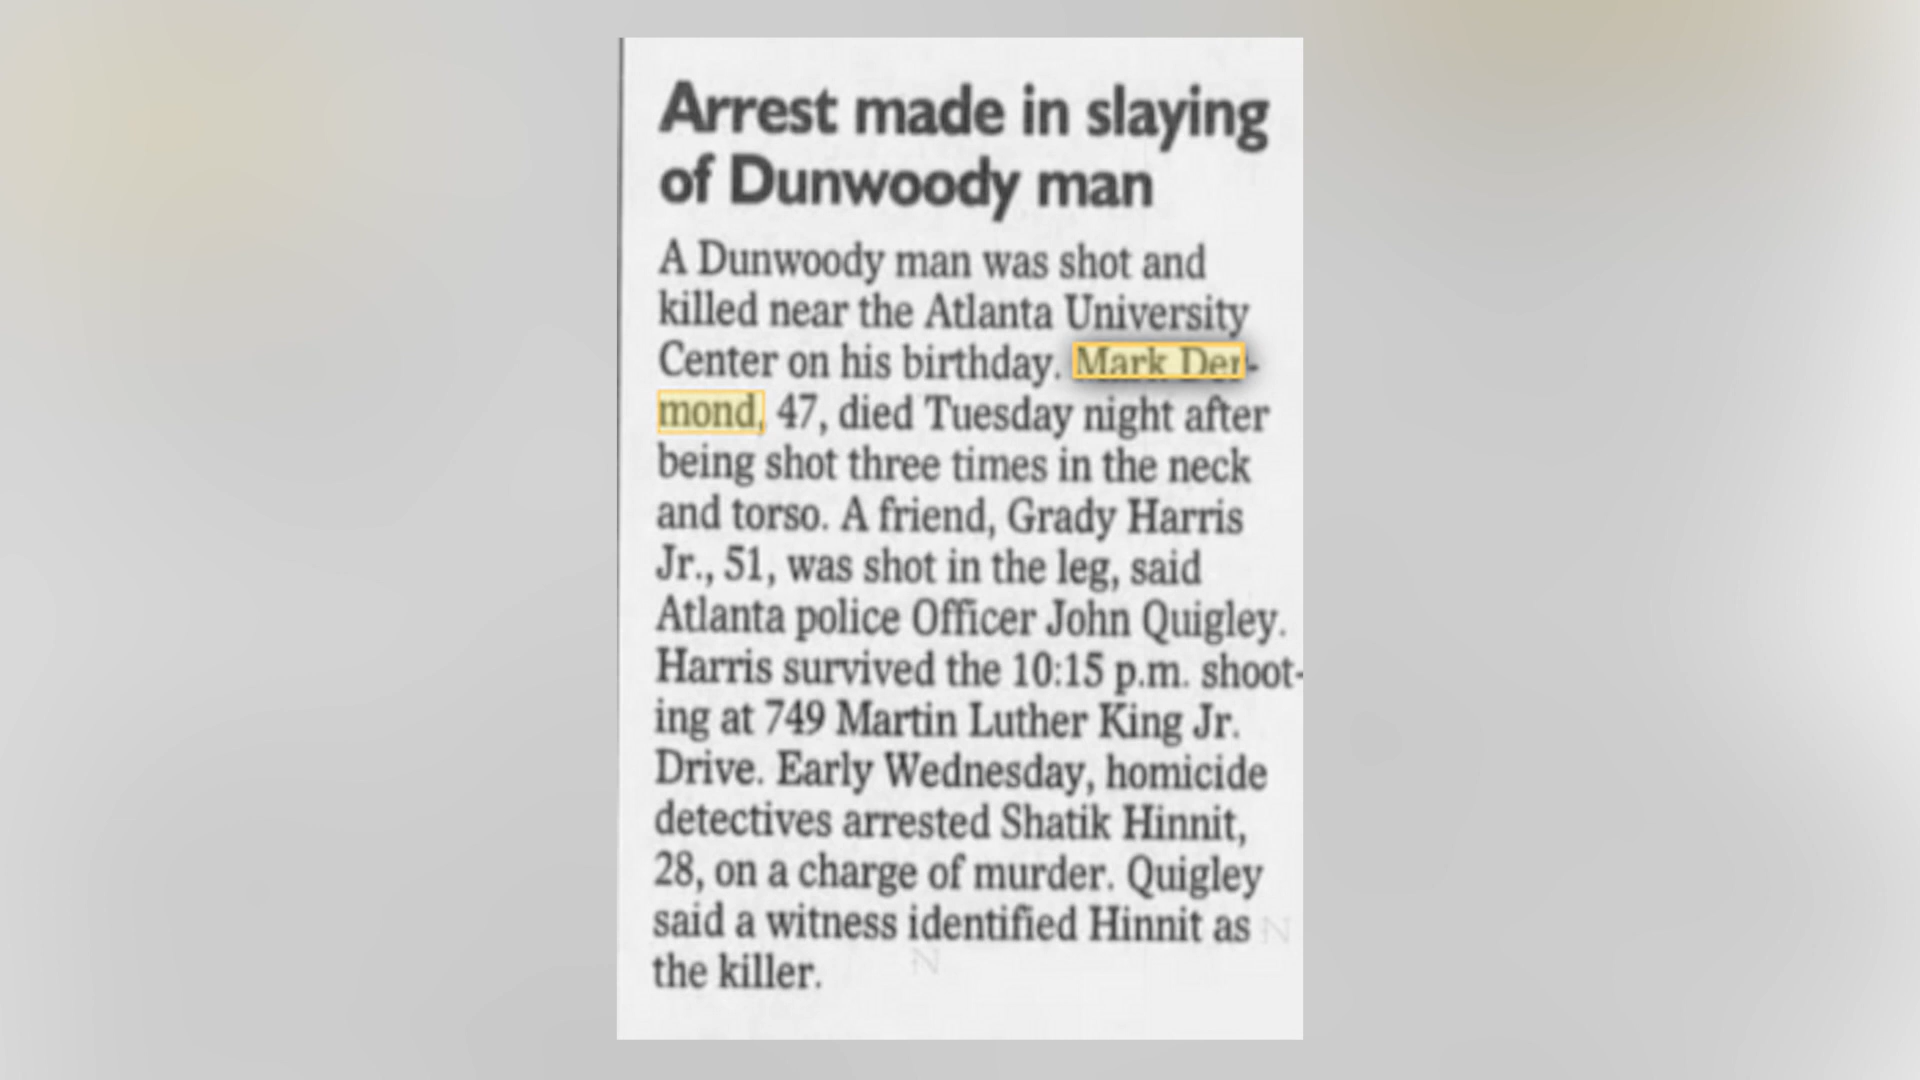 Arrest made in slaying
of Dunwoody man
A Dunwoody man was shot and
killed near the Atlanta University
Center on his birthday. Mark Der-
mond, 47, died Tuesday night after
being shot three times in the neck
and torso. A friend, Grady Harris
Jr., 51, was shot in the leg, said
Atlanta police Officer John Quigley.
Harris survived the 10:15 p.m. shoot-
ing at 749 Martin Luther King Jr.
Drive. Early Wednesday, homicide
detectives arrested Shatik Hinnit,
28, on a charge of murder. Quigley
said a witness identified Hinnit as
the killer.